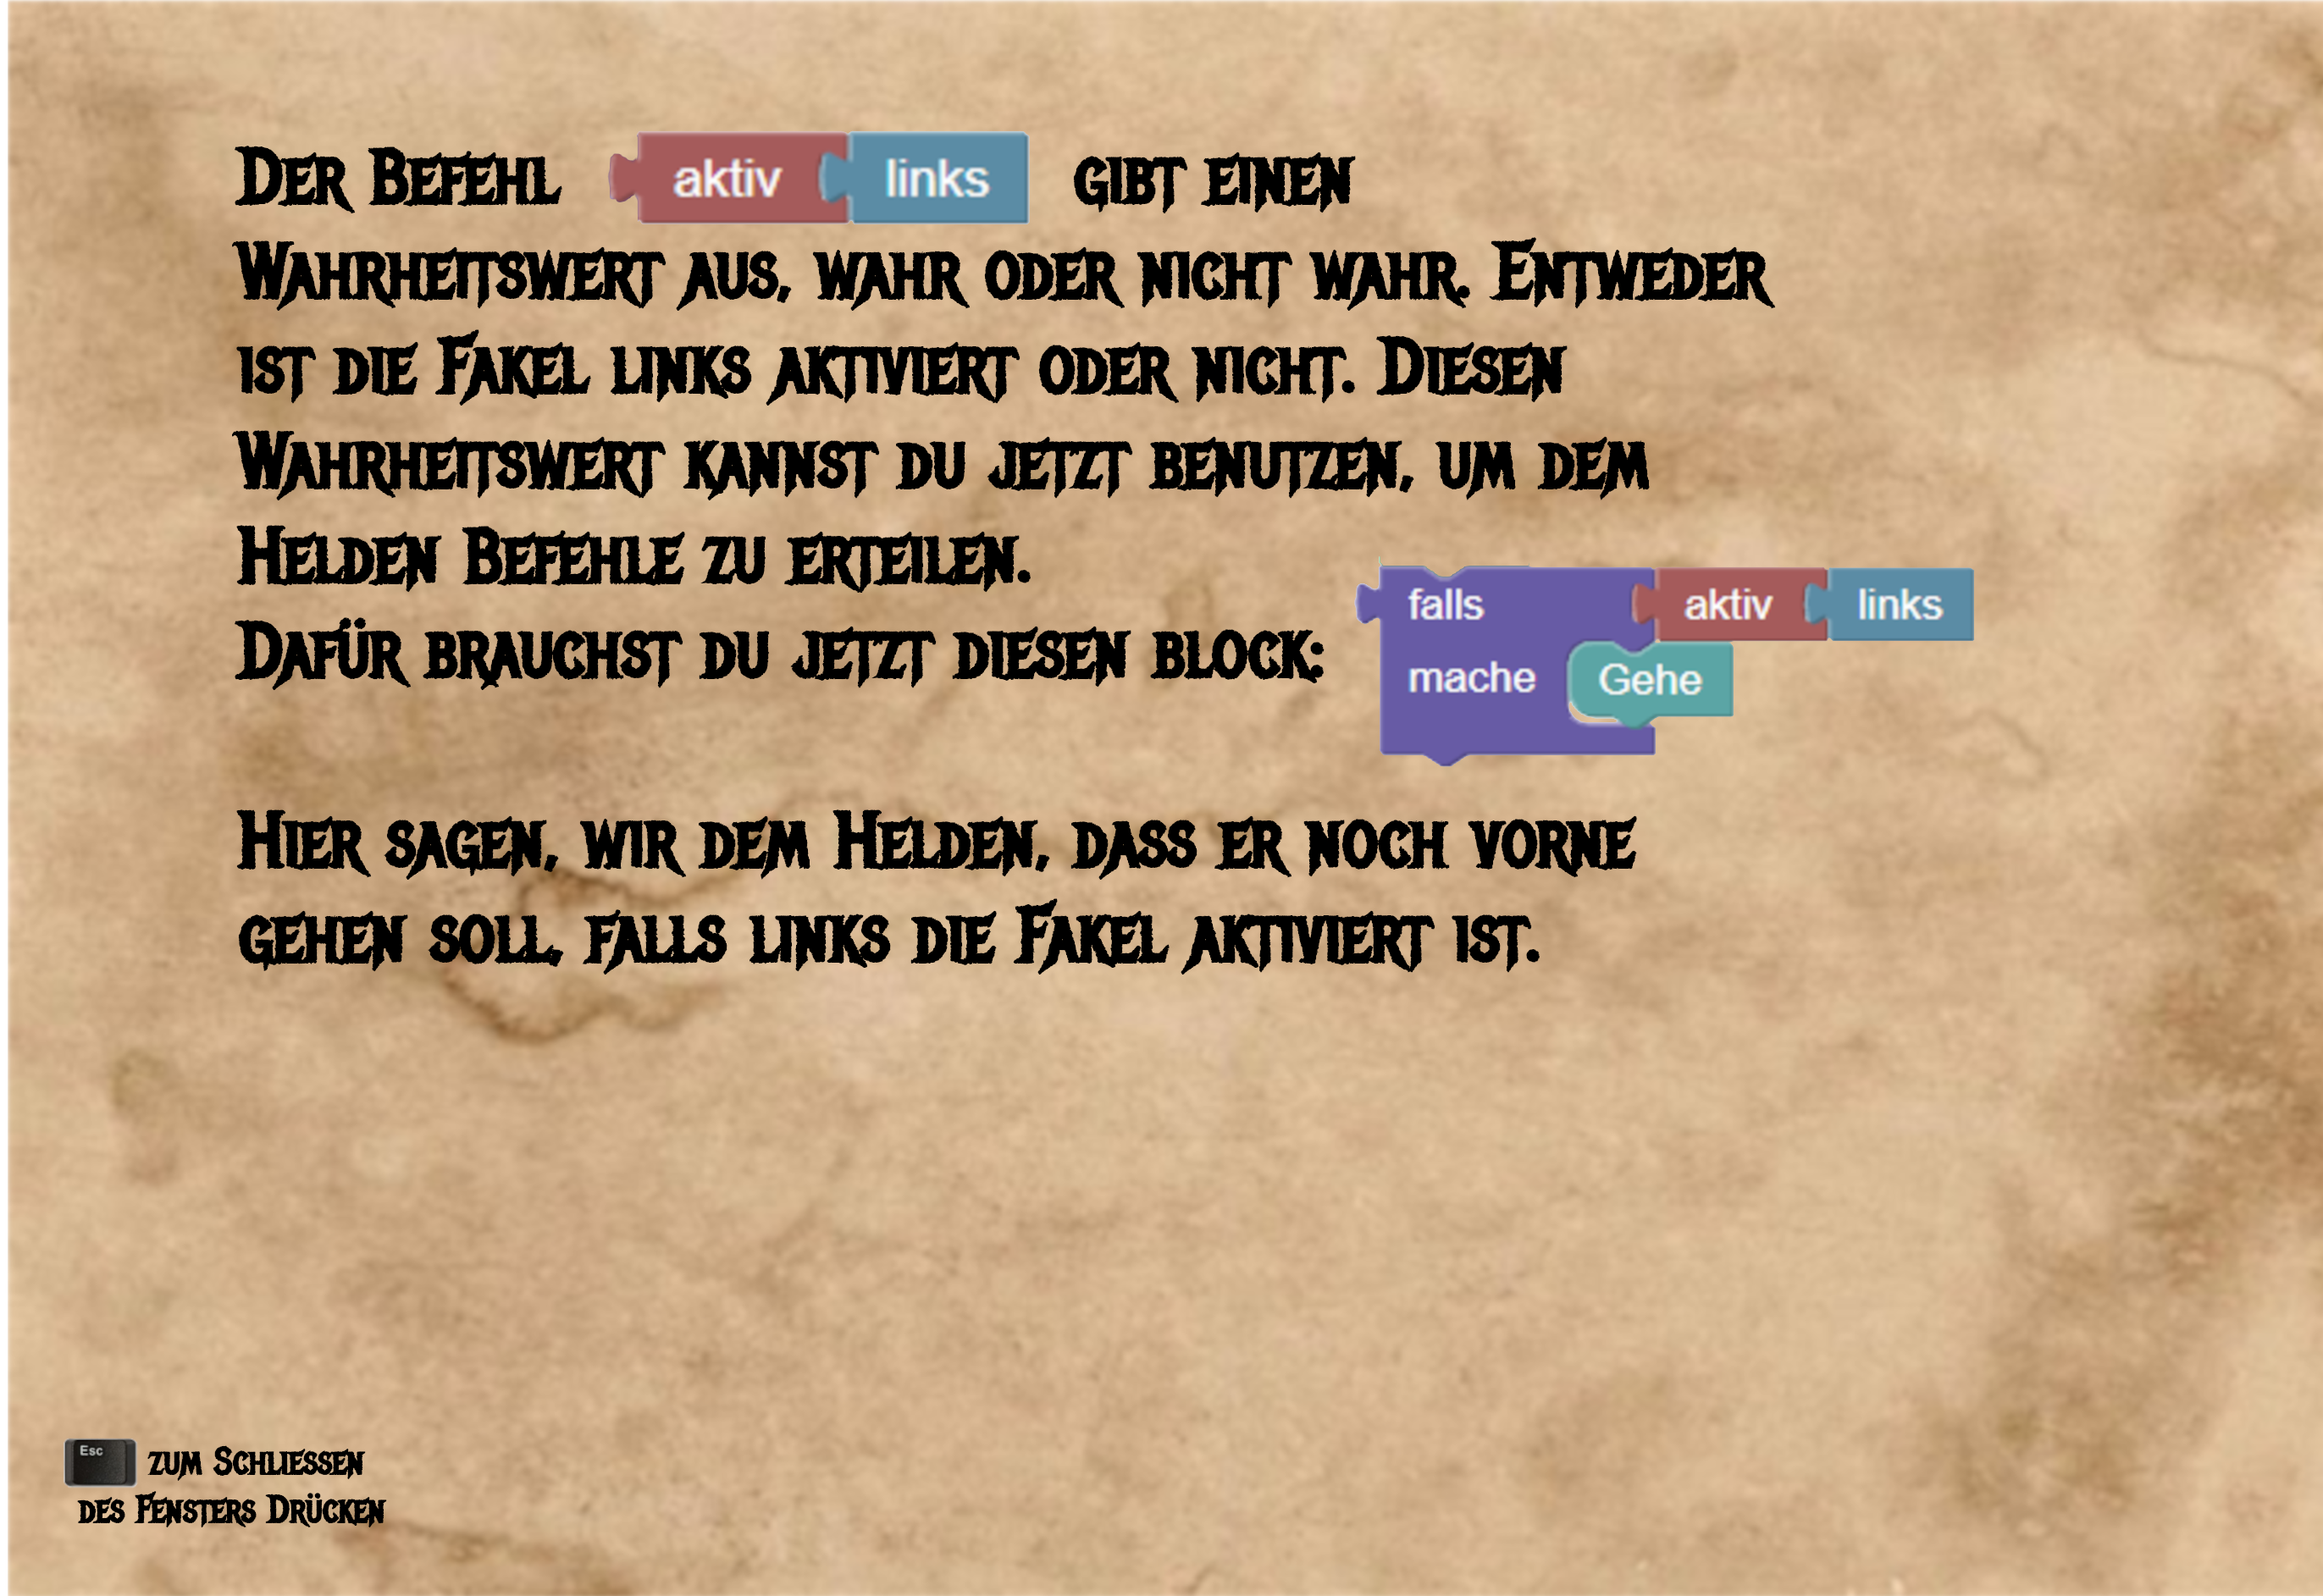 Der Befehl aktiv links gibt einen
Wahrheitswert aus, wahr oder nicht wahr. Entweder
ist die Fakel links aktiviert oder nicht. Diesen
Wahrheitswert kannst du jetzt benutzen, um dem
Helden Befehle zu erteilen.
Dafür brauchst du jetzt diesen block:
falls aktiv links
mache Gehe
Hier sagen, wir dem Helden, dass er noch vorne
gehen soll, falls links die Fakel aktiviert ist.
Esc zum Schliessen
des Fensters Drücken